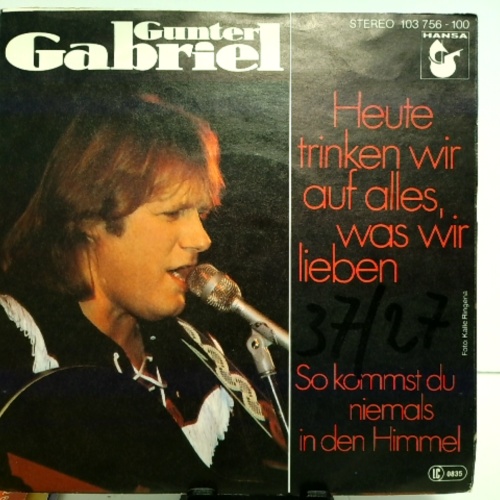 Gunter
Gabriel
STEREO 103 756 - 100
HANSA
Heute
trinken wir
auf alles,
was wir
lieben
37/27
Foto: Kalle Ringena
So kommst du
niemals
in den Himmel
LC 0835